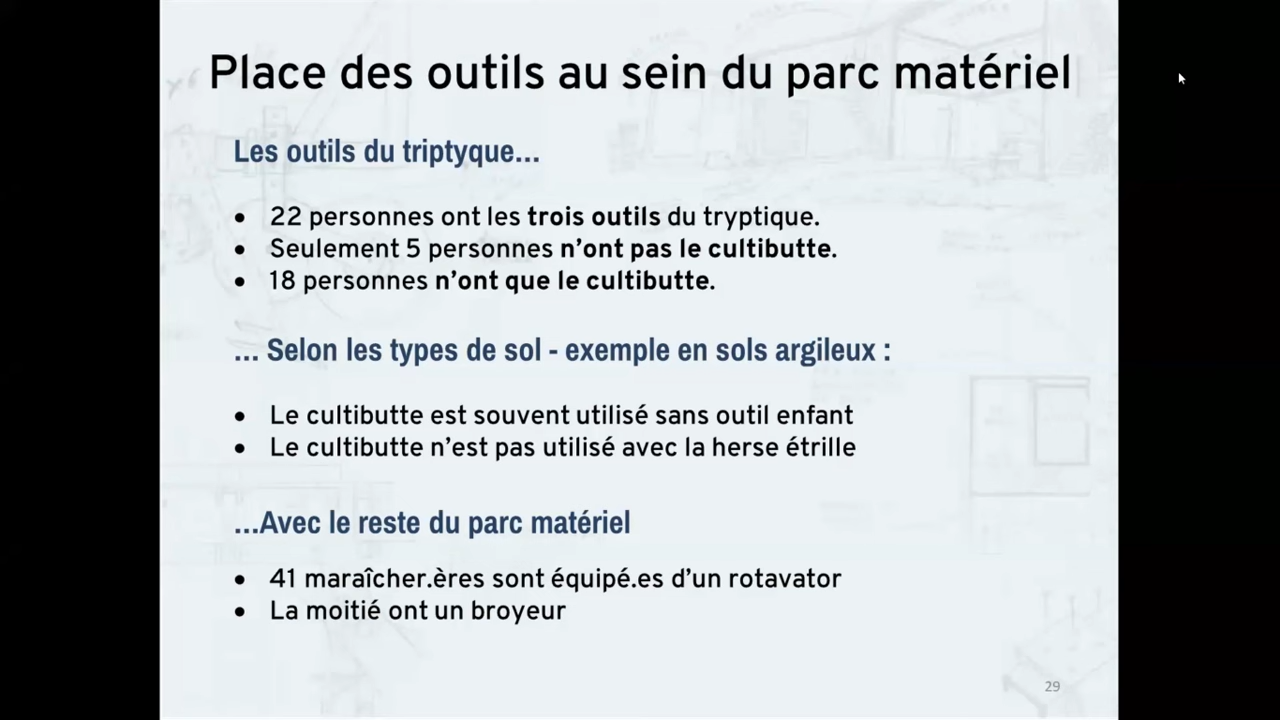 Place des outils au sein du parc matériel
Les outils du triptyque...
• 22 personnes ont les trois outils du tryptique.
• Seulement 5 personnes n'ont pas le cultibutte.
• 18 personnes n'ont que le cultibutte.
... Selon les types de sol - exemple en sols argileux :
• Le cultibutte est souvent utilisé sans outil enfant
• Le cultibutte n'est pas utilisé avec la herse étrille
...Avec le reste du parc matériel
• 41 maraîcher.ères sont équipé.es d'un rotavator
• La moitié ont un broyeur
29